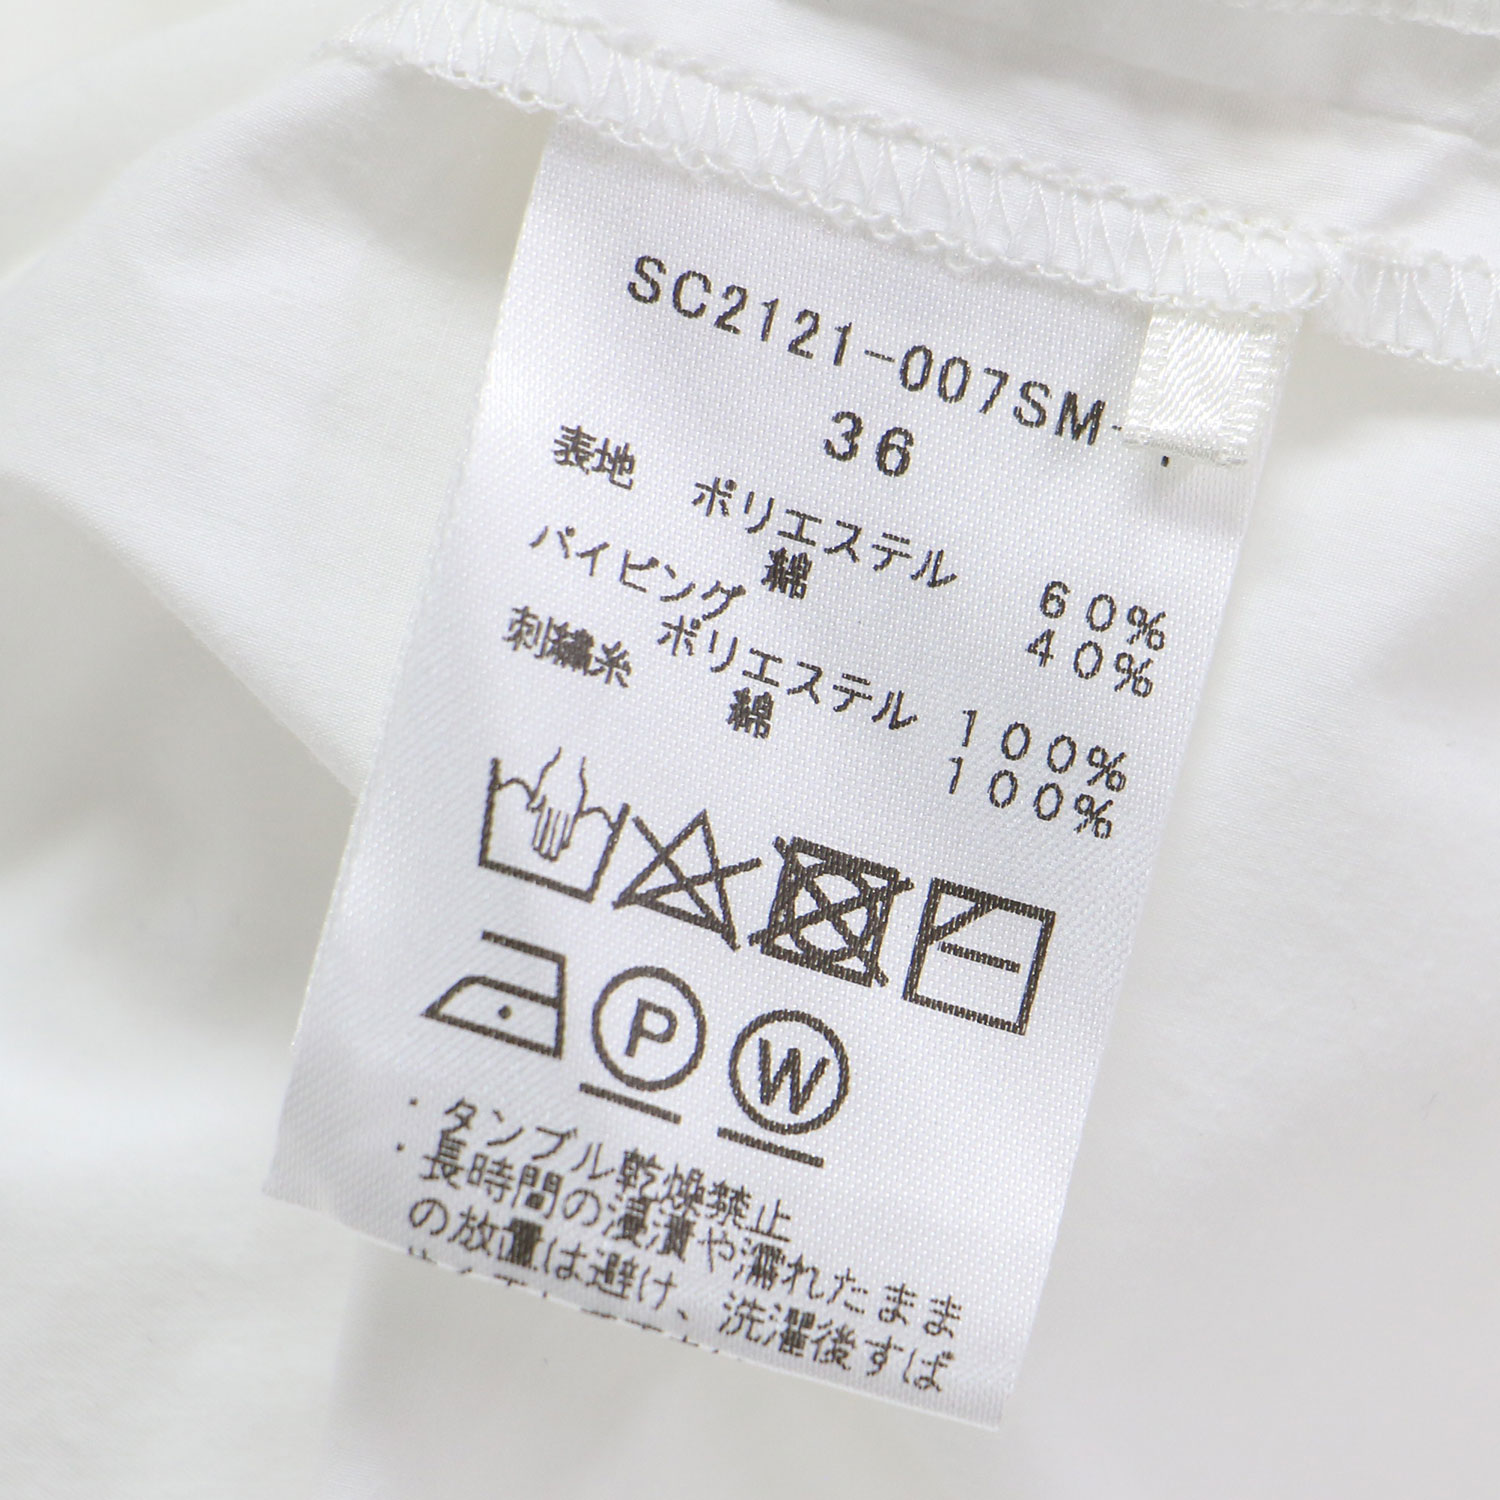 SC2121-007SM-
36
表地 ポリエステル 60%
綿 40%
パイピング
ポリエステル 100%
刺繍糸 綿 100%
P W
・タンブル乾燥禁止
・長時間の浸漬や濡れたまま
の放置は避け、洗濯後すば